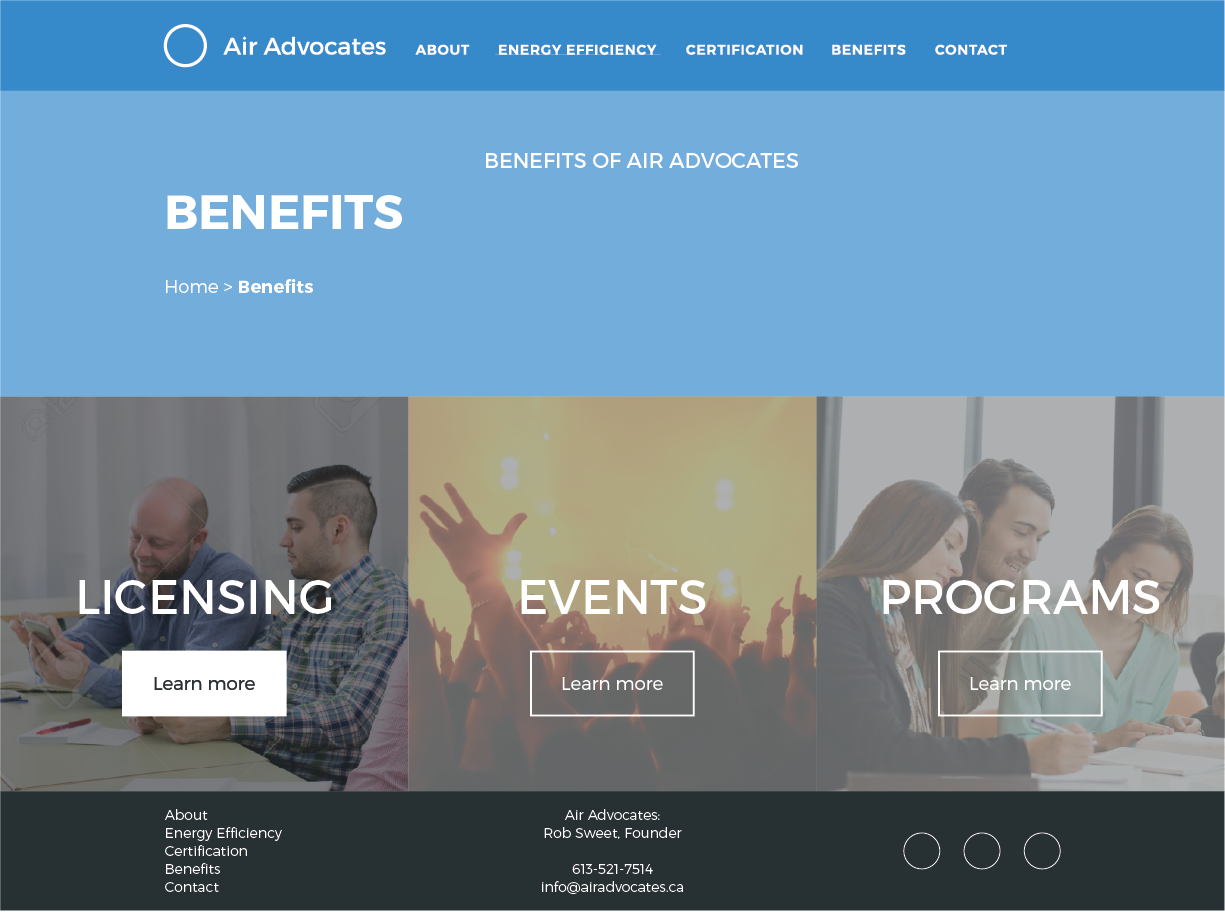 Air Advocates
ABOUT
ENERGY EFFICIENCY
CERTIFICATION
BENEFITS
CONTACT
BENEFITS OF AIR ADVOCATES
BENEFITS
Home > Benefits
LICENSING
Learn more
EVENTS
Learn more
PROGRAMS
Learn more
About
Energy Efficiency
Certification
Benefits
Contact
Air Advocates:
Rob Sweet, Founder
613-521-7514
info@airadvocates.ca